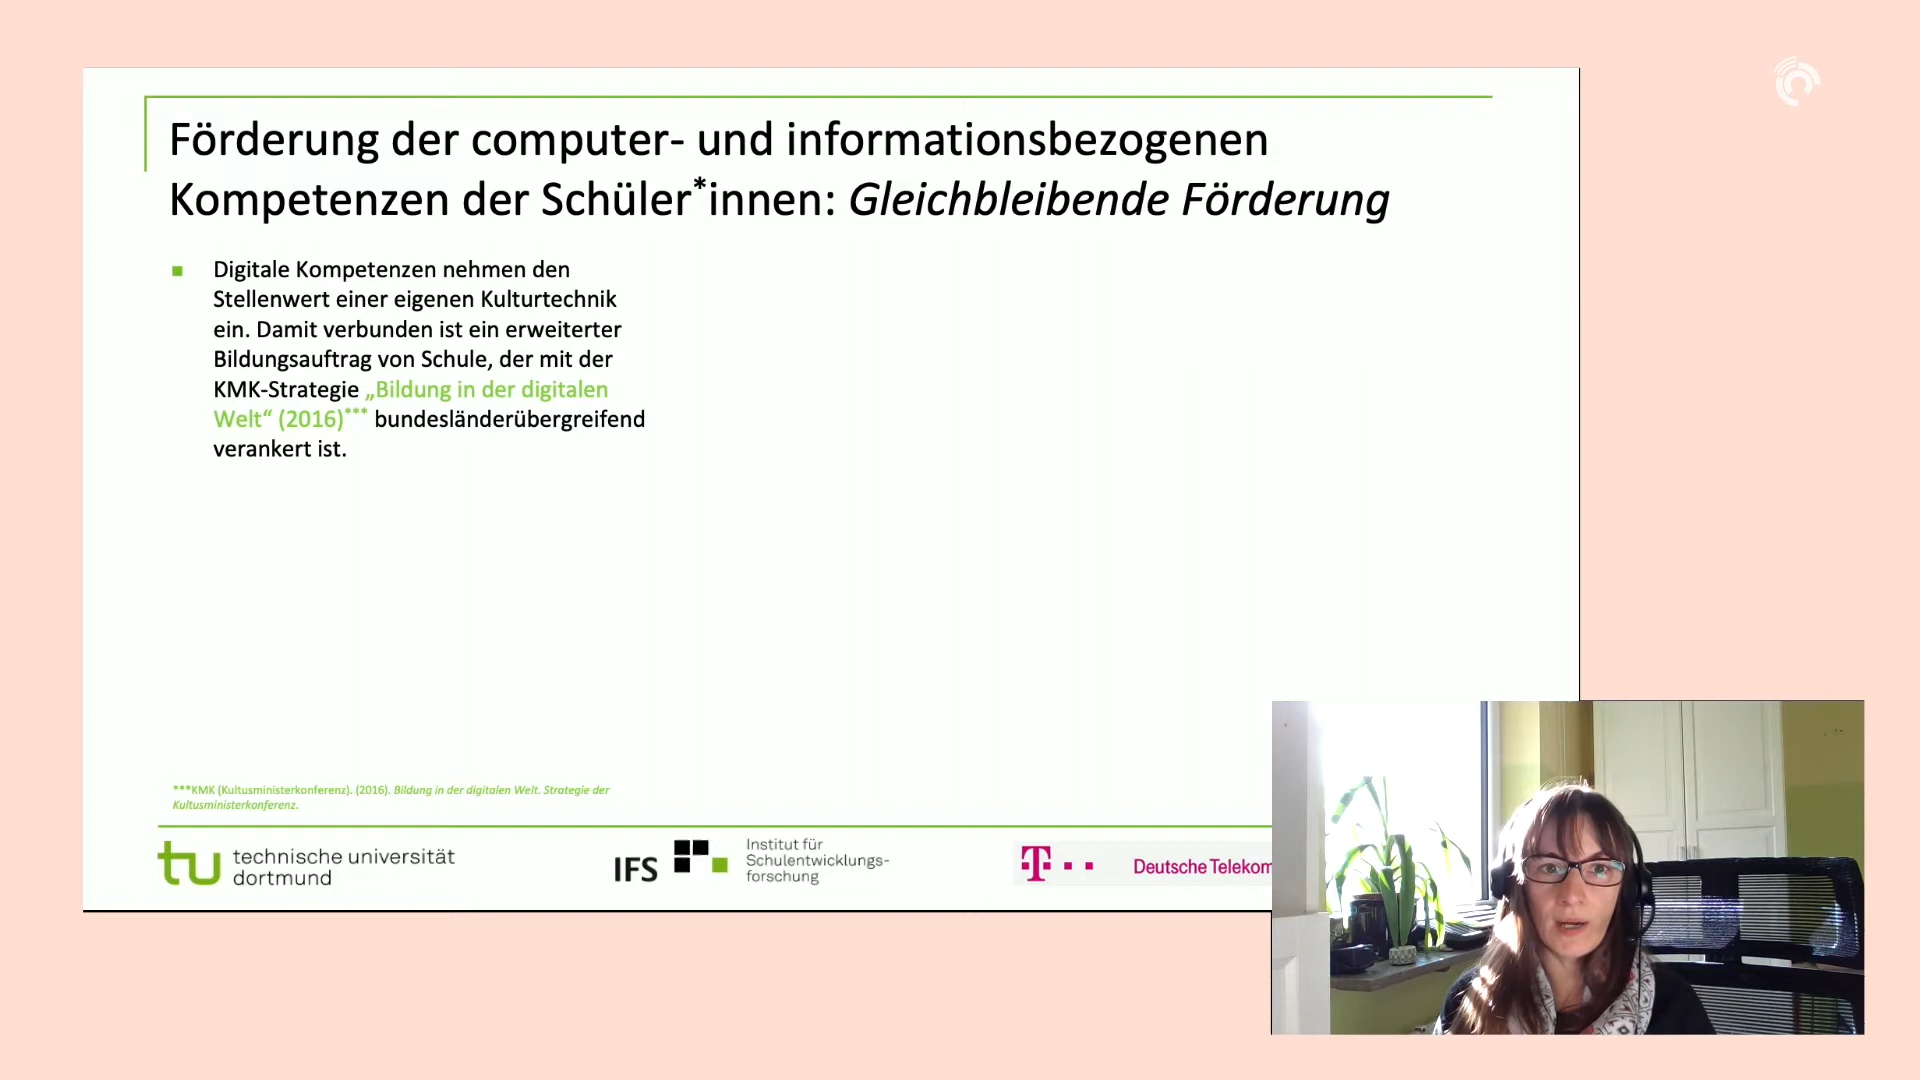 Förderung der computer- und informationsbezogenen
Kompetenzen der Schüler*innen: Gleichbleibende Förderung
Digitale Kompetenzen nehmen den
Stellenwert einer eigenen Kulturtechnik
ein. Damit verbunden ist ein erweiterter
Bildungsauftrag von Schule, der mit der
KMK-Strategie „Bildung in der digitalen
Welt“ (2016)*** bundesländerübergreifend
verankert ist.
***KMK (Kultusministerkonferenz). (2016). Bildung in der digitalen Welt. Strategie der
Kultusministerkonferenz.
tu technische universität
dortmund
IFS
Institut für
Schulentwicklungs-
forschung
T Deutsche Telekom